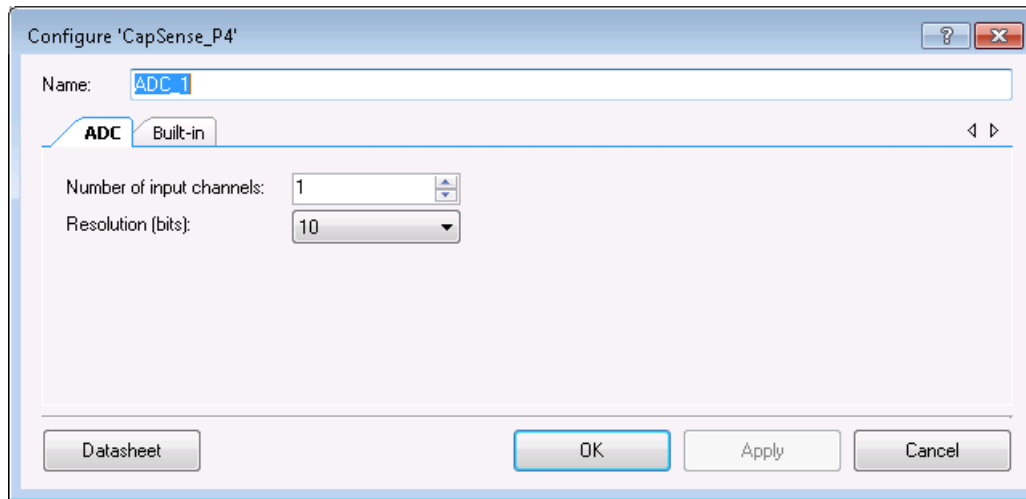 Configure 'CapSense_P4'
Name: ADC_1
ADC Built-in
Number of input channels: 1
Resolution (bits): 10
Datasheet OK Apply Cancel